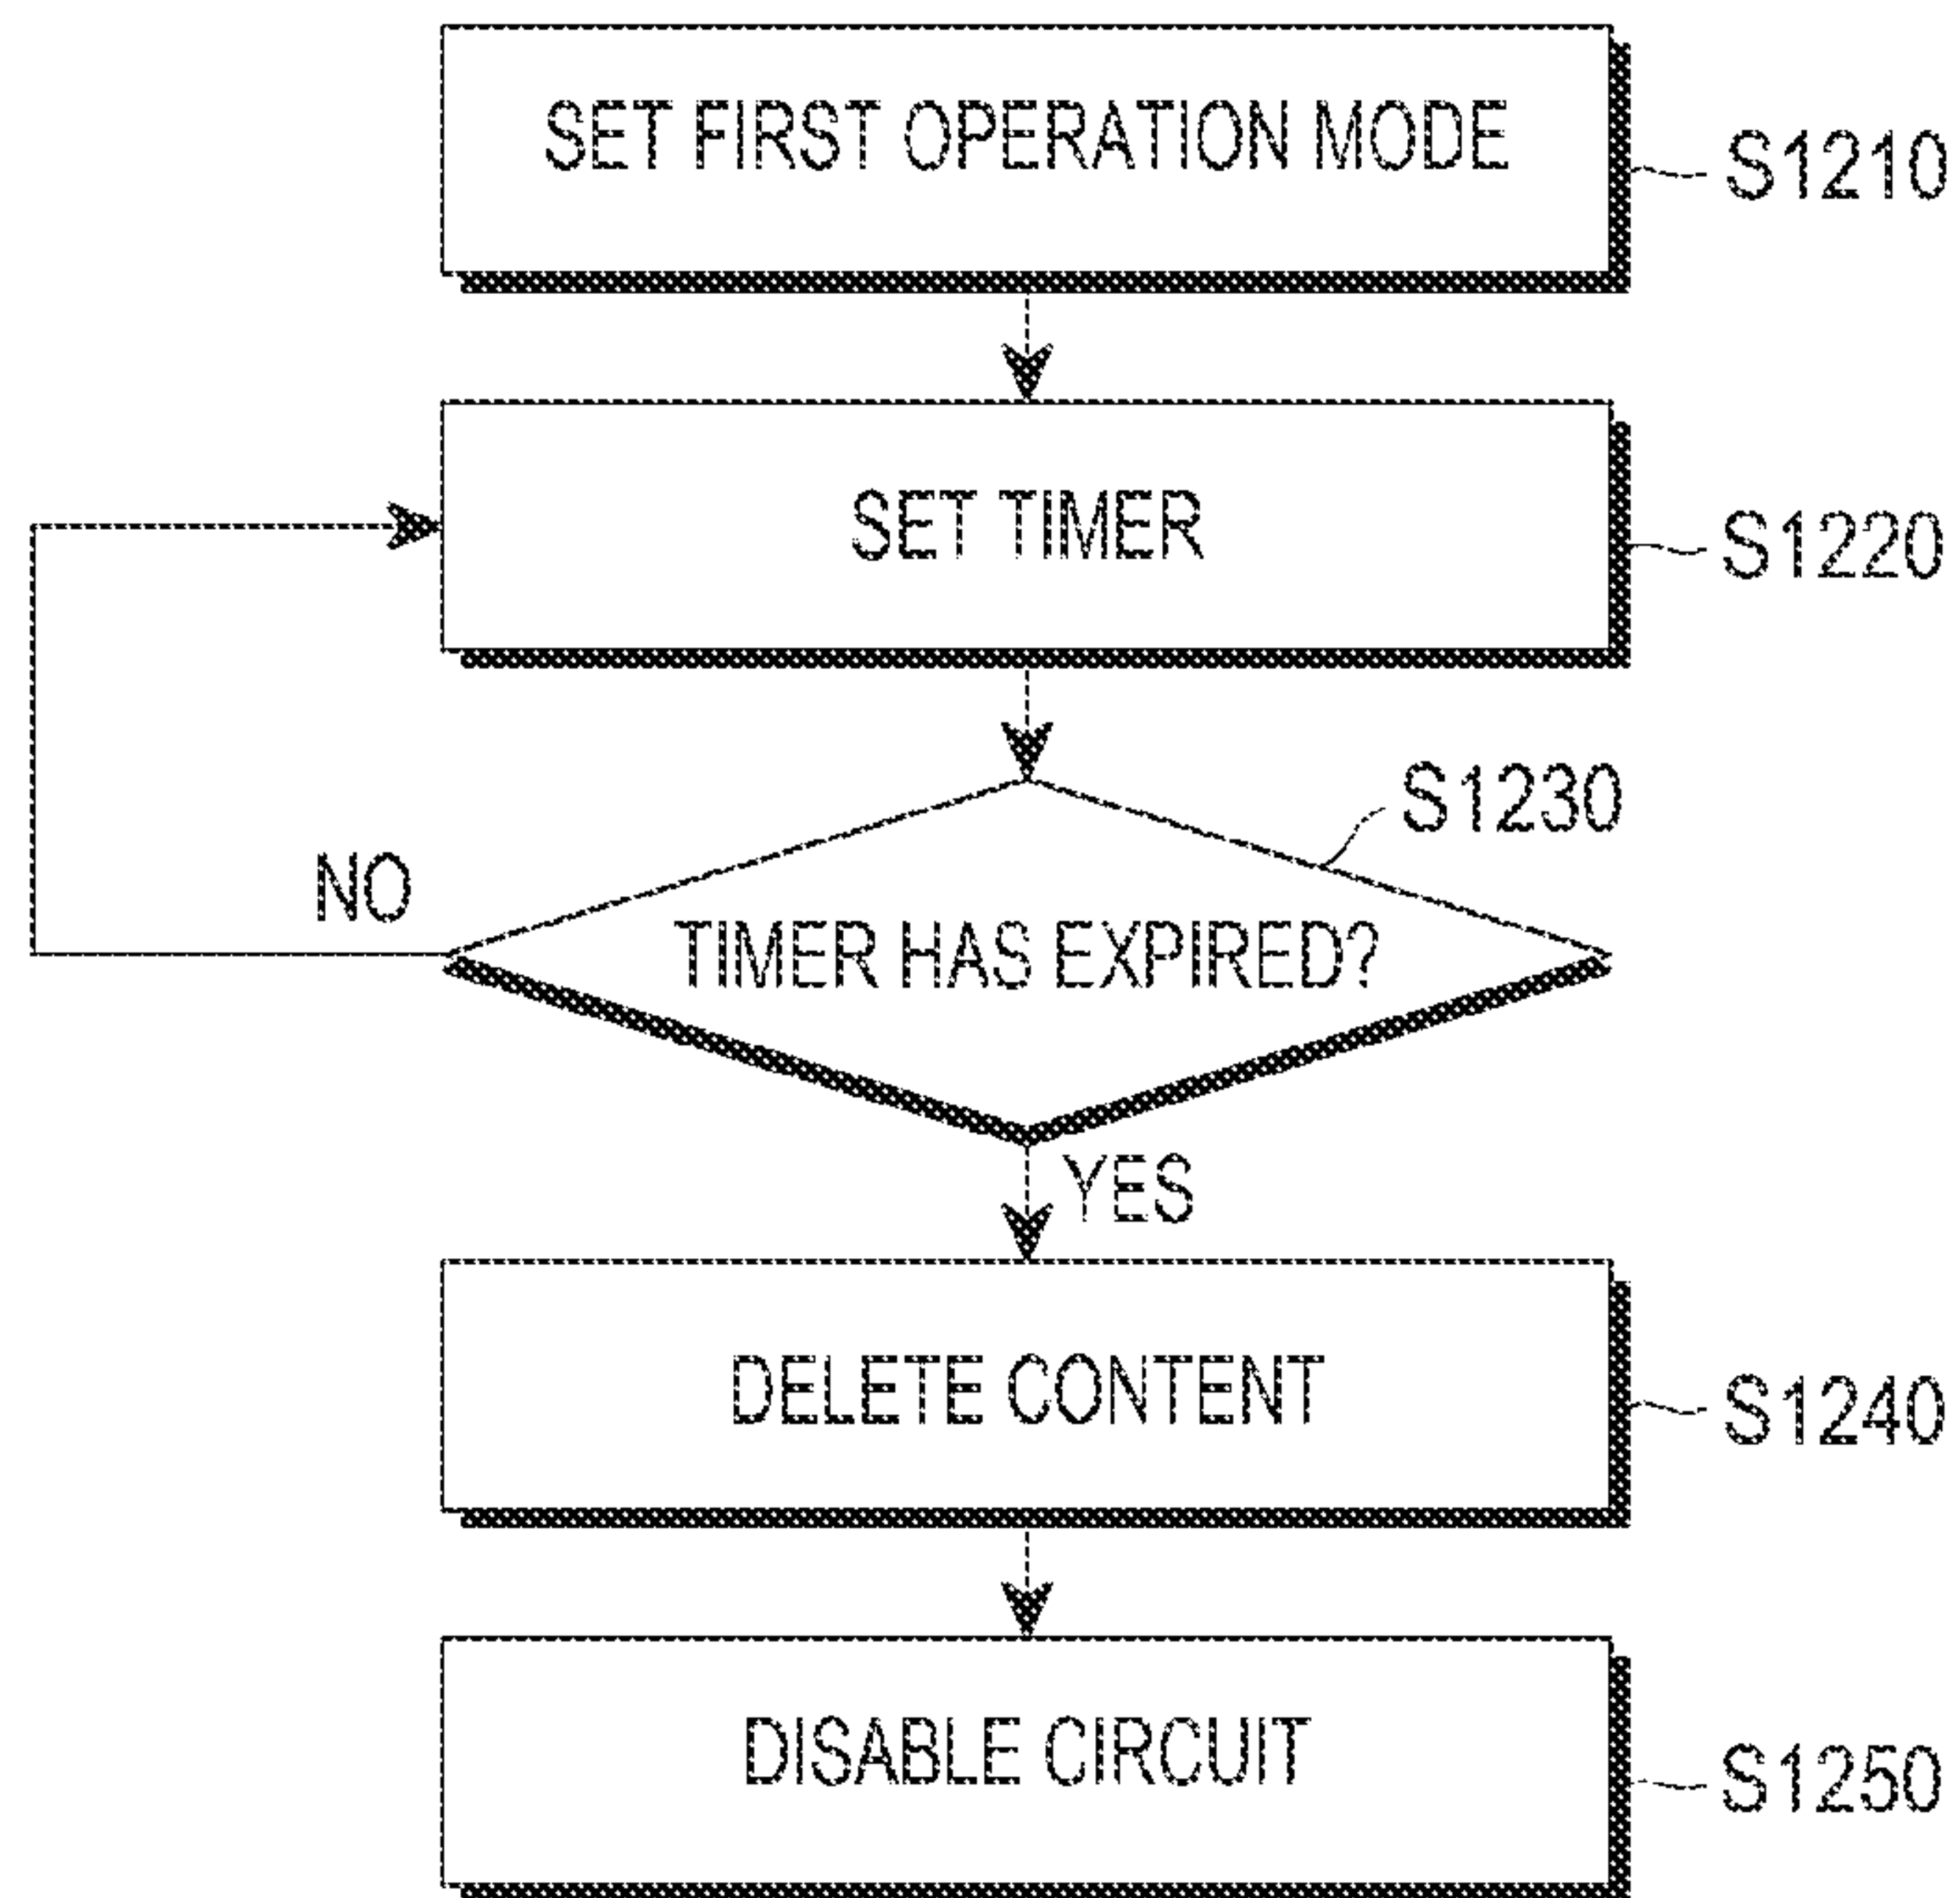 SET FIRST OPERATION MODE
S1210
SET TIMER
S1220
S1230
NO
TIMER HAS EXPIRED?
YES
DELETE CONTENT
S1240
DISABLE CIRCUIT
S1250